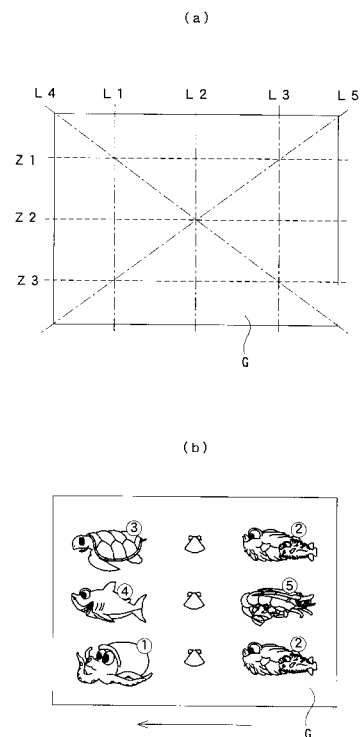 (a)
L4 L1 L2 L3 L5
Z1
Z2
Z3
G
(b)
③ ②
④ ⑤
① ②
G